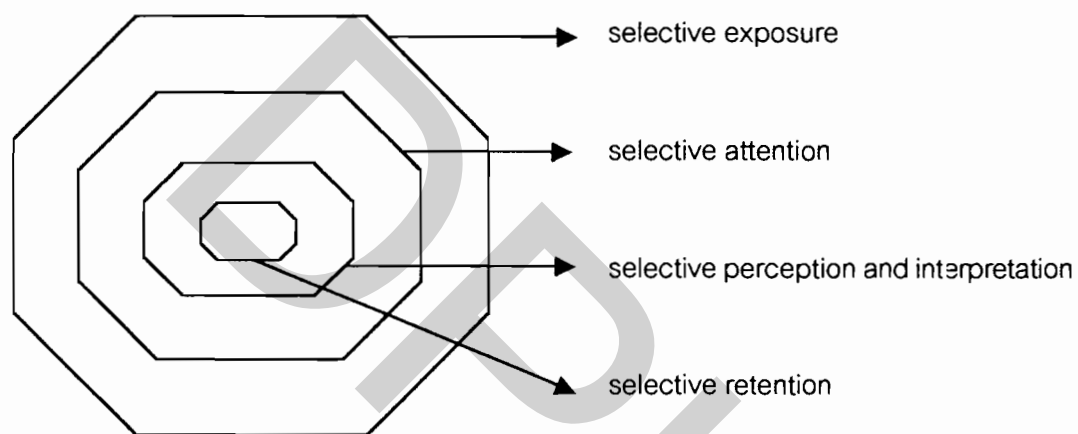 selective exposure
selective attention
selective perception and interpretation
selective retention